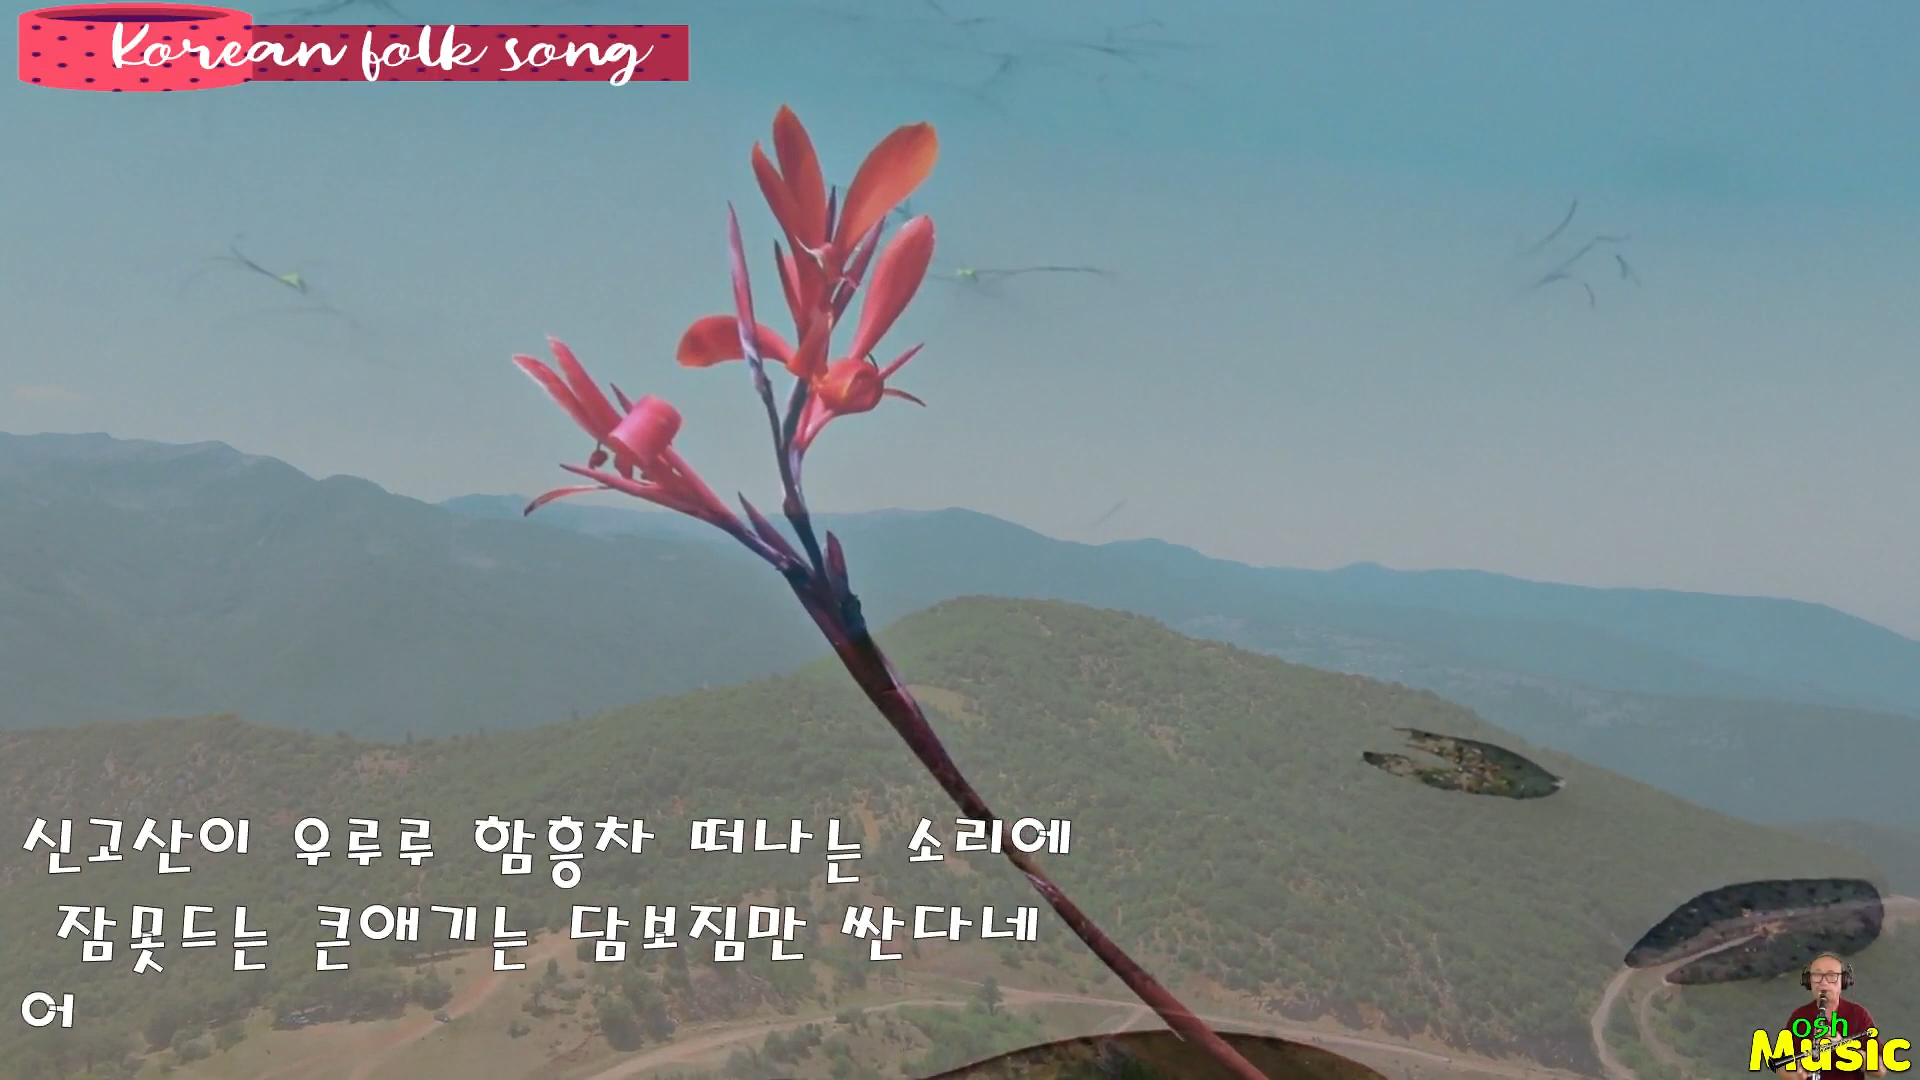 Korean folk song
신고산이 우루루 함흥차 떠나는 소리에
잠못드는 큰애기는 담보짐만 싼다네
어
osh
Music